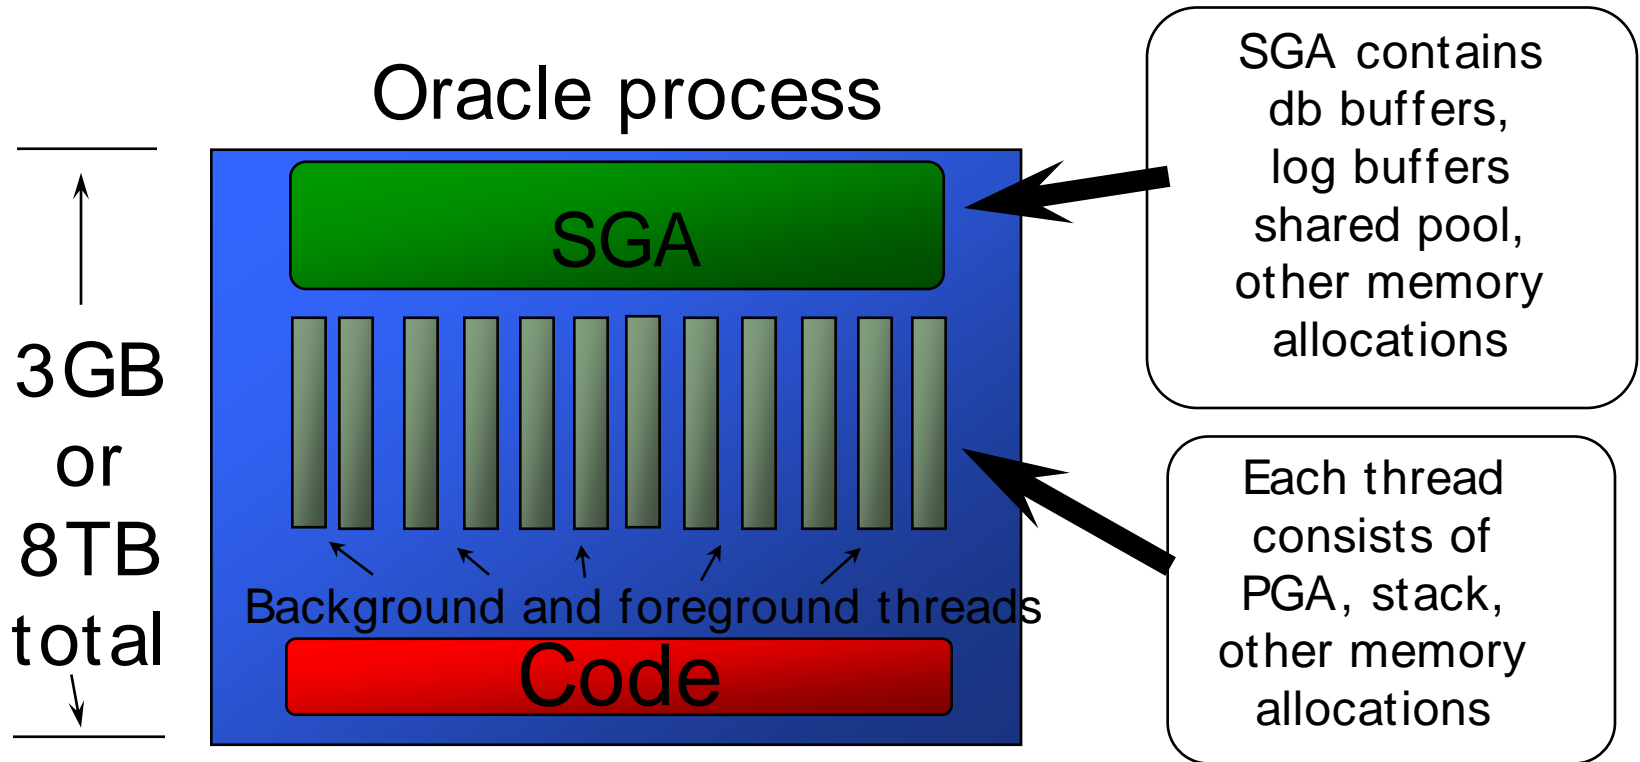 Oracle process
SGA
Background and foreground threads
Code
3GB
or
8TB
total
SGA contains
db buffers,
log buffers
shared pool,
other memory
allocations
Each thread
consists of
PGA, stack,
other memory
allocations